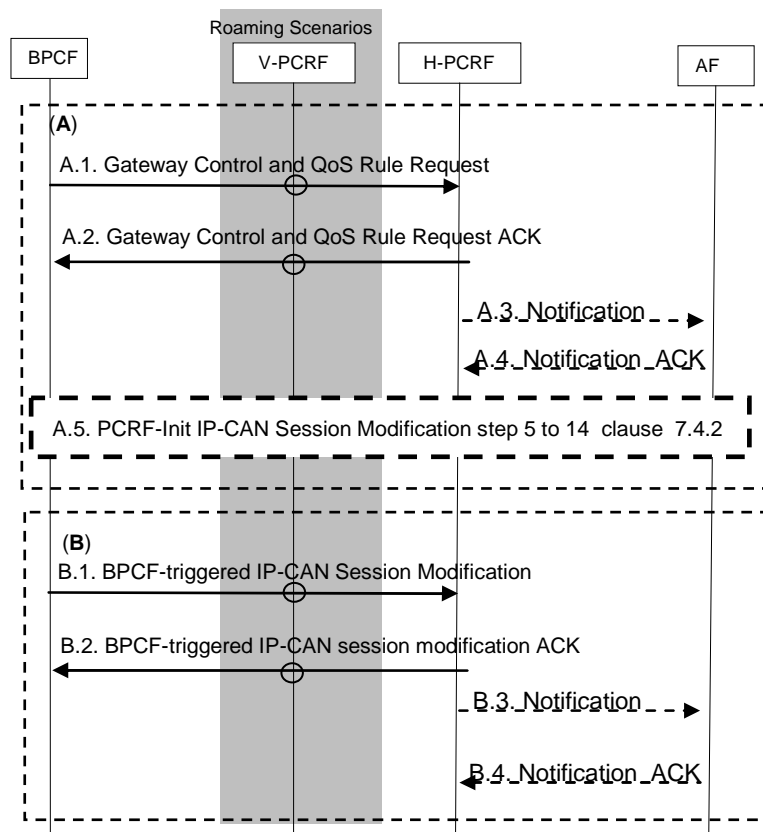 Roaming Scenarios
BPCF
V-PCRF
H-PCRF
AF
(A)
A.1. Gateway Control and QoS Rule Request
A.2. Gateway Control and QoS Rule Request ACK
A.3. Notification
A.4. Notification ACK
A.5. PCRF-Init IP-CAN Session Modification step 5 to 14 clause 7.4.2
(B)
B.1. BPCF-triggered IP-CAN Session Modification
B.2. BPCF-triggered IP-CAN session modification ACK
B.3. Notification
B.4. Notification ACK